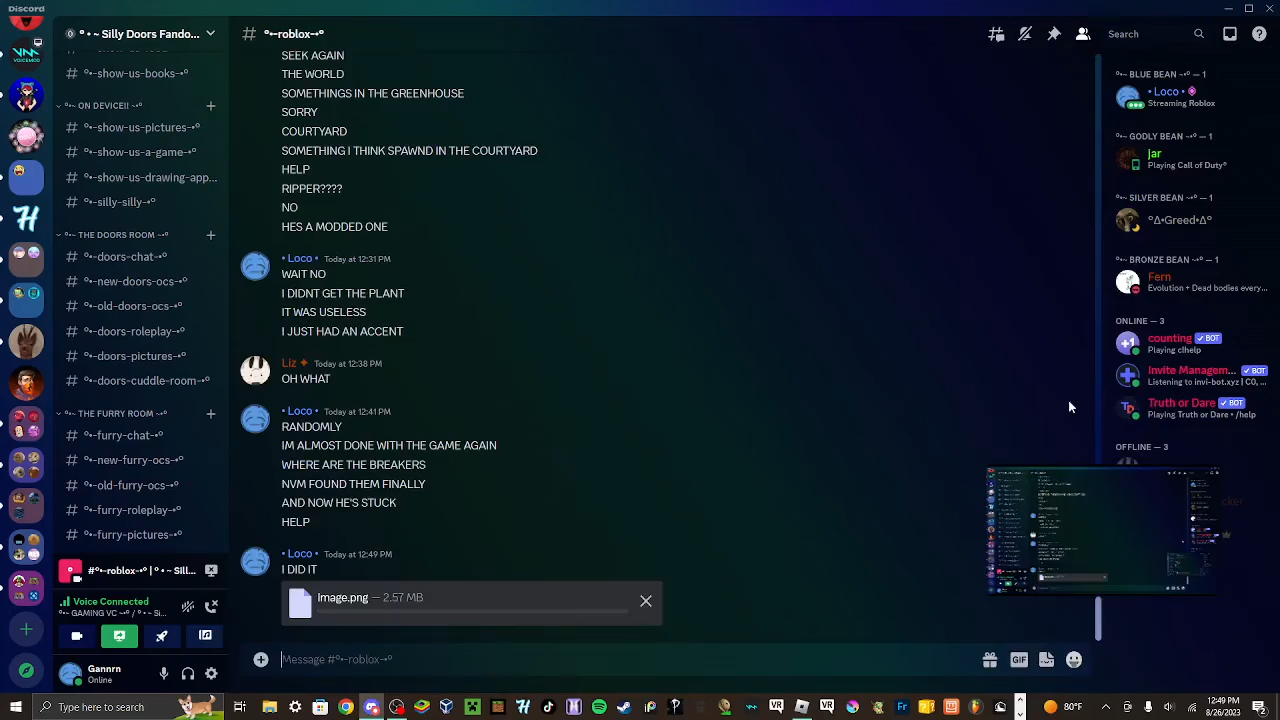 Discord
Silly Doors Fando...
#
°•~roblox~•°
Search
VOICEMOD
°•~show-us-books~•°
°•~ ON DEVICE!! ~•°
°•~show-us-pictures~•°
°•~show-us-a-game~•°
°•~show-us-drawing-app...
°•~silly-silly~•°
°•~ THE DOORS ROOM ~•°
°•~doors-chat~•°
°•~new-doors-ocs~•°
°•~old-doors-ocs~•°
°•~doors-roleplay~•°
°•~doors-pictures~•°
°•~doors-cuddle-room~•°
°•~ THE FURRY ROOM ~•°
°•~furry-chat~•°
°•~new-furry-ocs~•°
°•~old-furry-ocs~•°
°•~furry-roleplay~•°
°•~furry-pictures~•°
°•~roblox~•°
Voice Connected
°•~ GAMING VC ~•°
Gannrn
Online
SEEK AGAIN
THE WORLD
SOMETHINGS IN THE GREENHOUSE
SORRY
COURTYARD
SOMETHING I THINK SPAWND IN THE COURTYARD
HELP
RIPPER????
NO
HES A MODDED ONE
• Loco • Today at 12:31 PM
WAIT NO
I DIDNT GET THE PLANT
IT WAS USELESS
I JUST HAD AN ACCENT
Liz ✦ Today at 12:38 PM
OH WHAT
• Loco • Today at 12:41 PM
RANDOMLY
IM ALMOST DONE WITH THE GAME AGAIN
WHERE ARE THE BREAKERS
NVM FOUND THEM FINALLY
AND NOW HE STUCK
HELP
• Loco • Today at 12:49 PM
I DID IT
image.png — 2.57 MB
Message #°•~roblox~•°
GIF
°•~ BLUE BEAN ~•° — 1
• Loco •
Streaming Roblox
°•~ GODLY BEAN ~•° — 1
jar
Playing Call of Duty®
°•~ SILVER BEAN ~•° — 1
°Δ•Greed•Δ°
°•~ BRONZE BEAN ~•° — 1
Fern
Evolution + Dead bodies every...
ONLINE — 3
counting ✓ BOT
Playing c!help
Invite Managem... ✓ BOT
Listening to invi-bot.xyz | C0, ...
Truth or Dare ✓ BOT
Playing Truth or Dare • /help
OFFLINE — 3
Type here to search
80°F
12:49 PM
8/26/2023